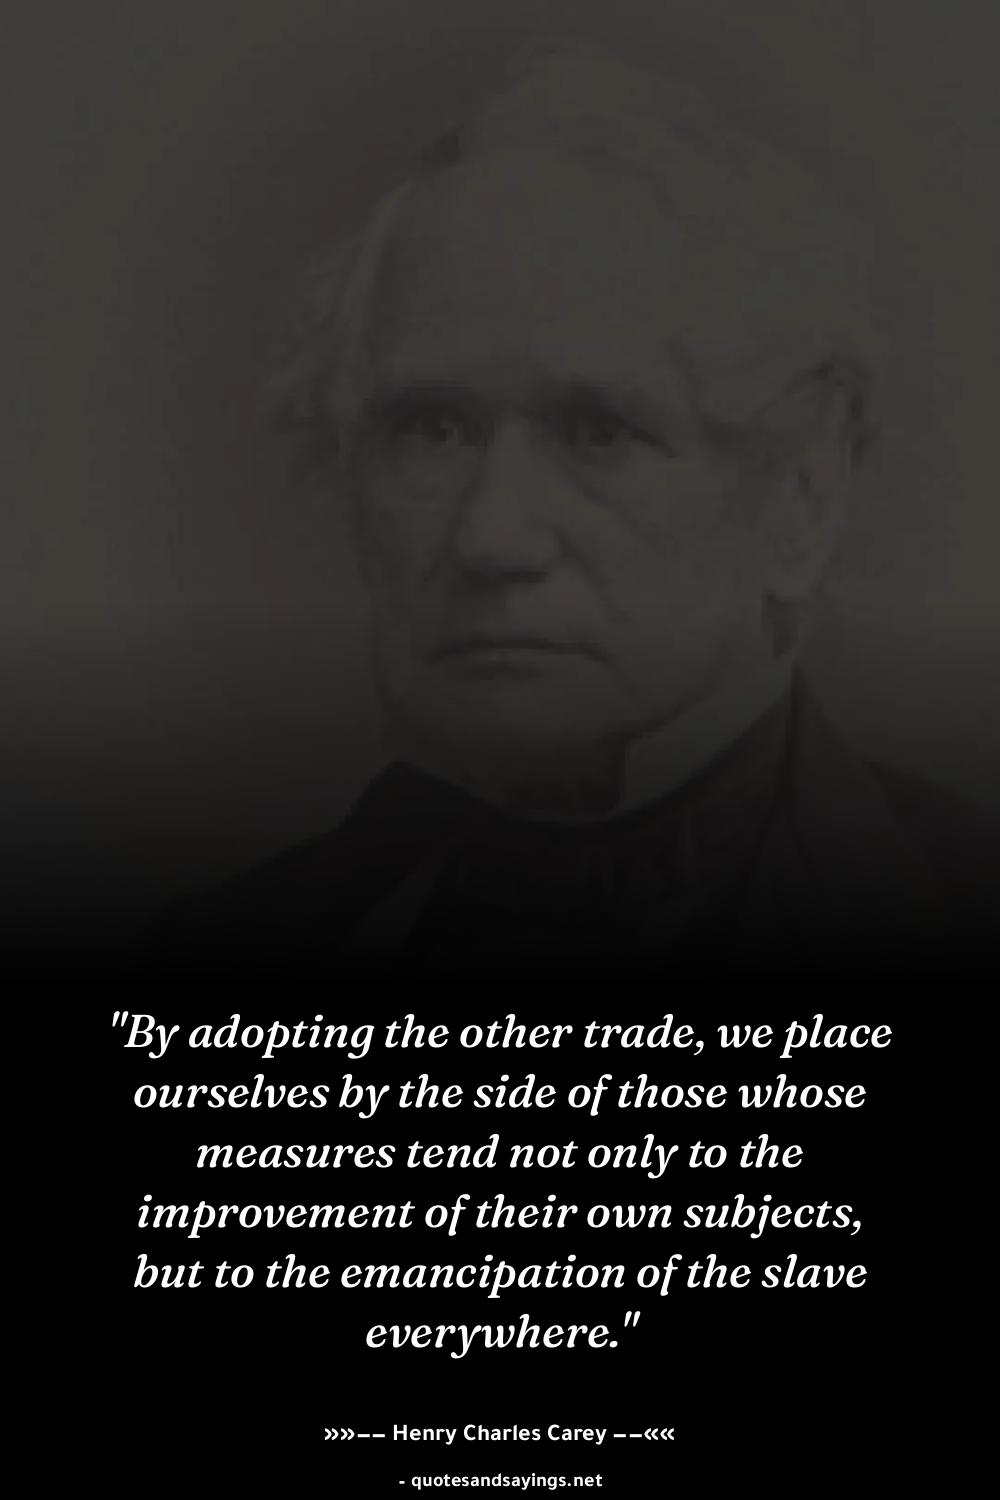 "By adopting the other trade, we place
ourselves by the side of those whose
measures tend not only to the
improvement of their own subjects,
but to the emancipation of the slave
everywhere."
»»−− Henry Charles Carey −−««
- quotesandsayings.net